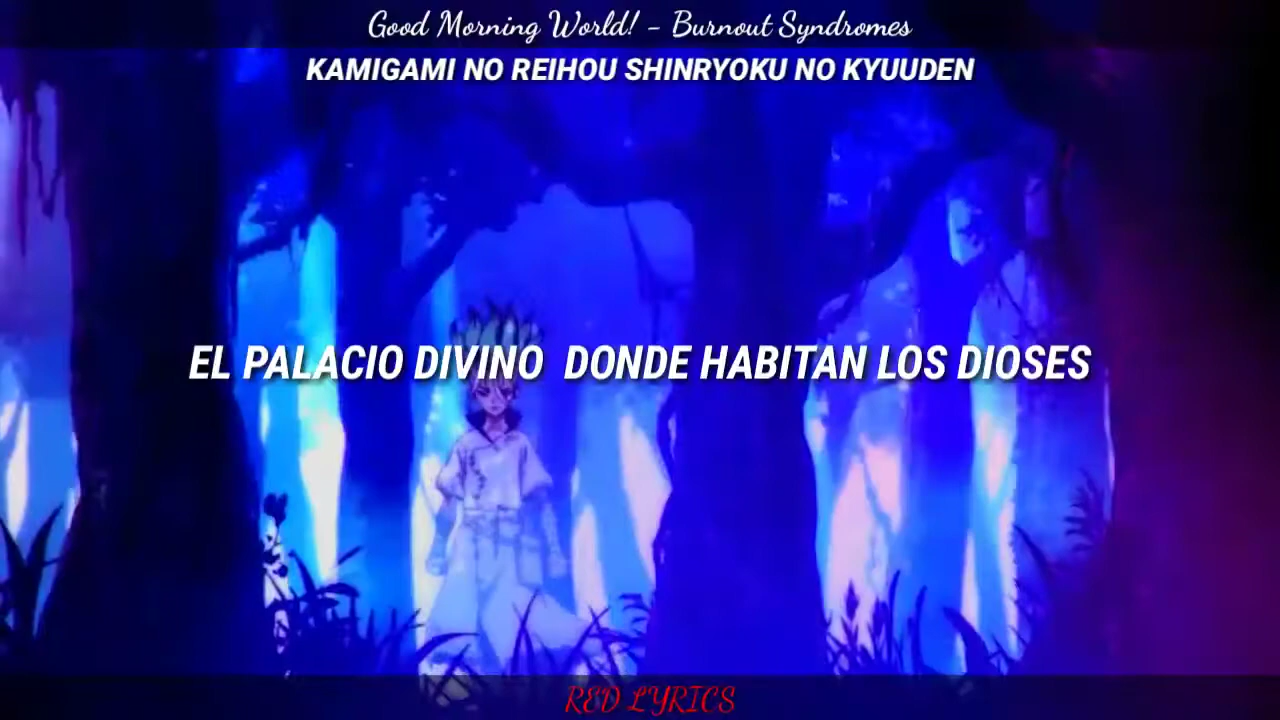 Good Morning World! - Burnout Syndromes
KAMIGAMI NO REIHOU SHINRYOKU NO KYUUDEN
EL PALACIO DIVINO DONDE HABITAN LOS DIOSES
RED LYRICS